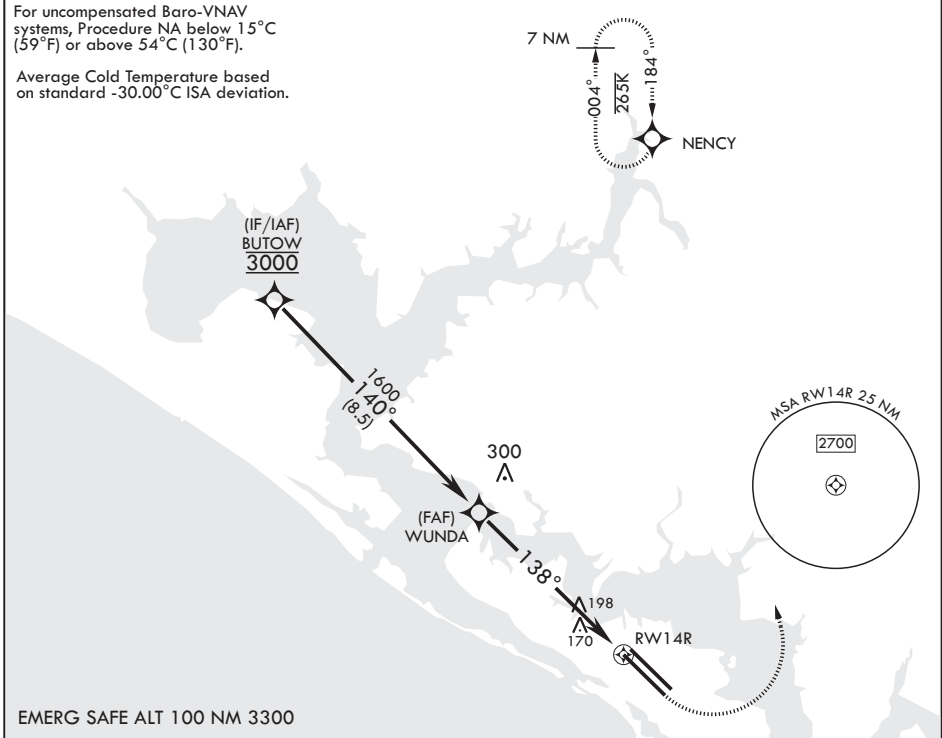 For uncompensated Baro-VNAV
systems, Procedure NA below 15°C
(59°F) or above 54°C (130°F).
Average Cold Temperature based
on standard -30.00°C ISA deviation.
7 NM
004°
265K
184°
NENCY
(IF/IAF)
BUTOW
3000
1600
140°
(8.5)
MSA RW14R 25 NM
2700
300
(FAF)
WUNDA
138°
198
170
RW14R
EMERG SAFE ALT 100 NM 3300